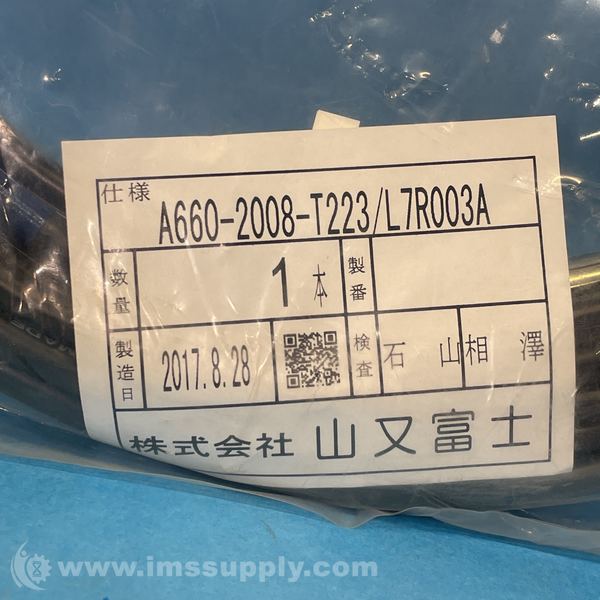 仕様
A660-2008-T223/L7R003A
数量 1本 製番
製造日 2017.8.28 検査 石山 相澤
株式会社 山又富士
www.imssupply.com